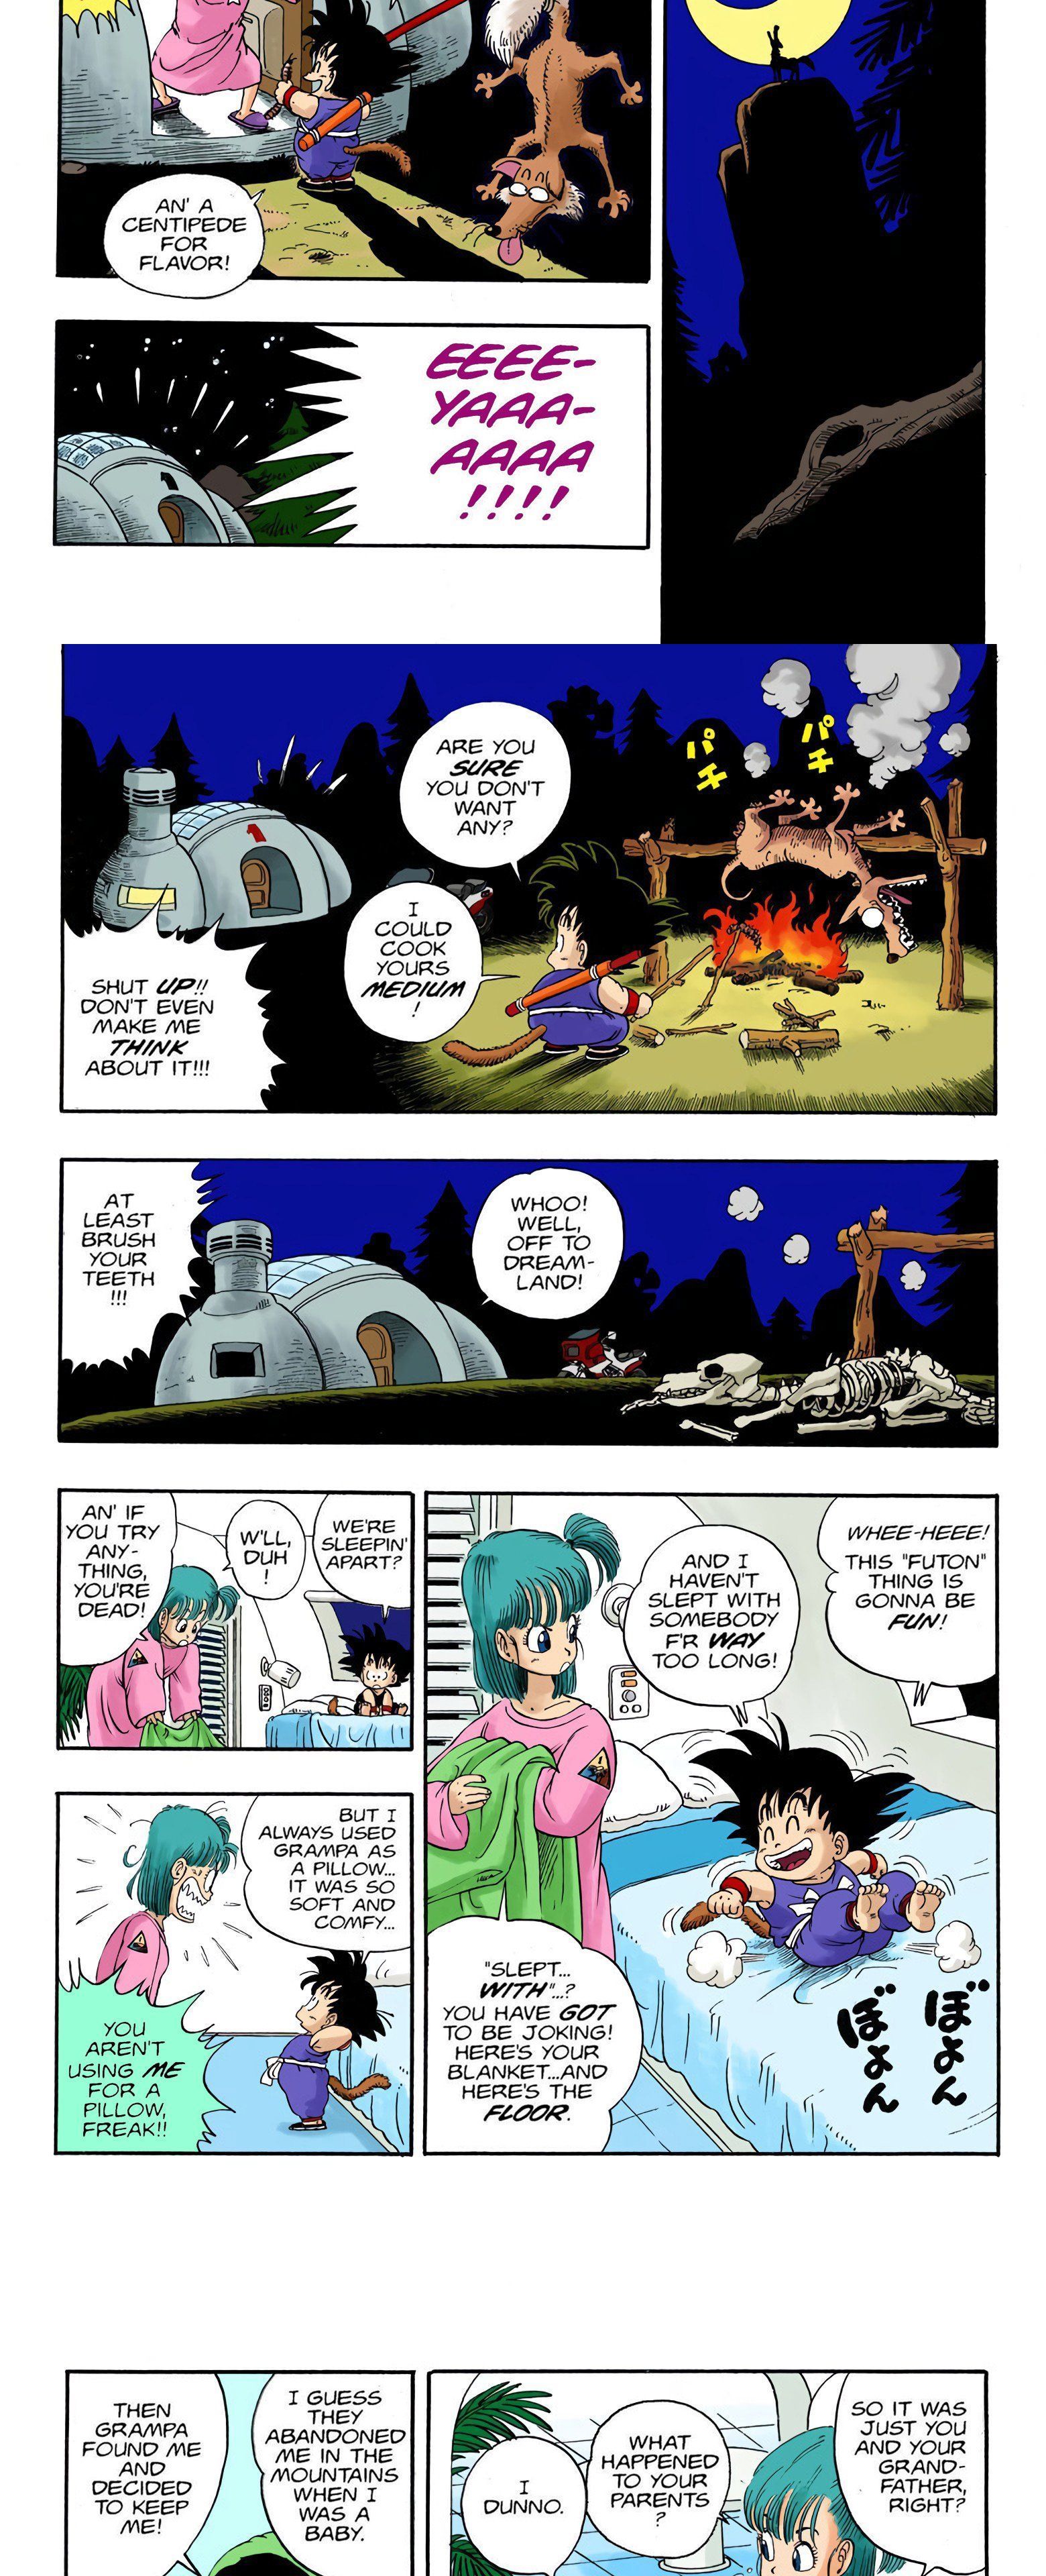 AN' A
CENTIPEDE
FOR
FLAVOR!
EEEE-
YAAA-
AAAA
!!!!
パチ
パチ
ARE YOU
SURE
YOU DON'T
WANT
ANY?
I
COULD
COOK
YOURS
MEDIUM
!
SHUT UP!!
DON'T EVEN
MAKE ME
THINK
ABOUT IT!!!
WHOO!
WELL,
OFF TO
DREAM-
LAND!
AT
LEAST
BRUSH
YOUR
TEETH
!!!
WHEE-HEEE!
THIS "FUTON"
THING IS
GONNA BE
FUN!
AND I
HAVEN'T
SLEPT WITH
SOMEBODY
F'R WAY
TOO LONG!
ぼよん
ぼよん
"SLEPT...
WITH"...?
YOU HAVE GOT
TO BE JOKING!
HERE'S YOUR
BLANKET...AND
HERE'S THE
FLOOR.
WE'RE
SLEEPIN'
APART?
W'LL,
DUH
!
AN' IF
YOU TRY
ANY-
THING,
YOU'RE
DEAD!
BUT I
ALWAYS USED
GRAMPA AS
A PILLOW...
IT WAS SO
SOFT AND
COMFY...
YOU
AREN'T
USING ME
FOR A
PILLOW,
FREAK!!
SO IT WAS
JUST YOU
AND YOUR
GRAND-
FATHER,
RIGHT?
WHAT
HAPPENED
TO YOUR
PARENTS
?
I
DUNNO.
I GUESS
THEY
ABANDONED
ME IN THE
MOUNTAINS
WHEN I
WAS A
BABY.
THEN
GRAMPA
FOUND ME
AND
DECIDED
TO KEEP
ME!